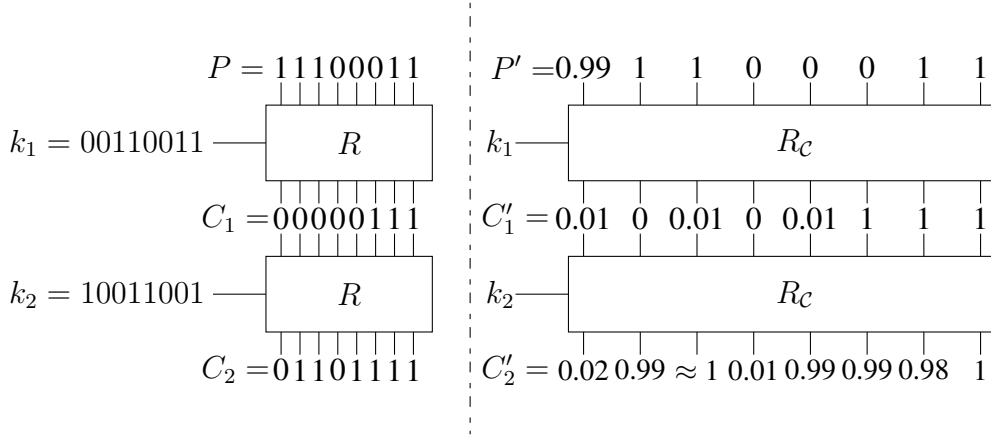 P = 11100011 P′ = 0.99 1 1 0 0 0 1 1
k₁ = 00110011 R k₁ R_𝒞
C₁ = 00000111 C′₁ = 0.01 0 0.01 0 0.01 1 1 1
k₂ = 10011001 R k₂ R_𝒞
C₂ = 01101111 C′₂ = 0.02 0.99 ≈ 1 0.01 0.99 0.99 0.98 1